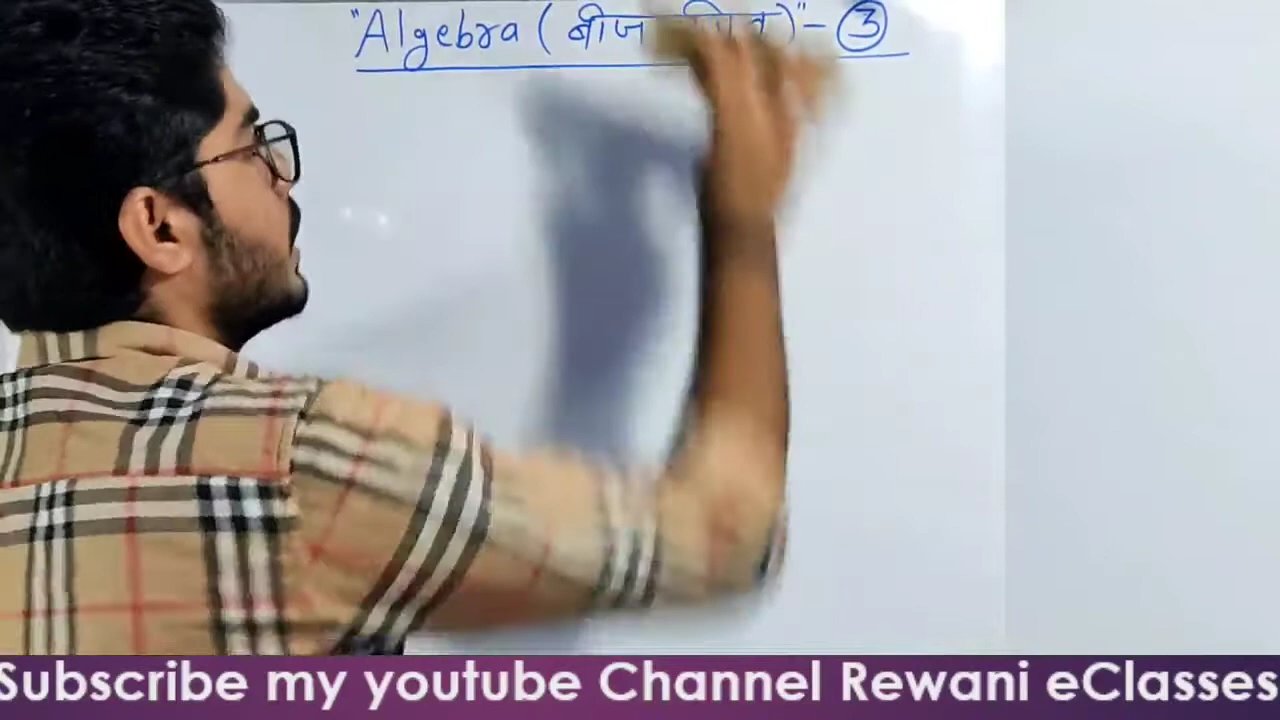 "Algebra ( बीज )" - ③
Subscribe my youtube Channel Rewani eClasses